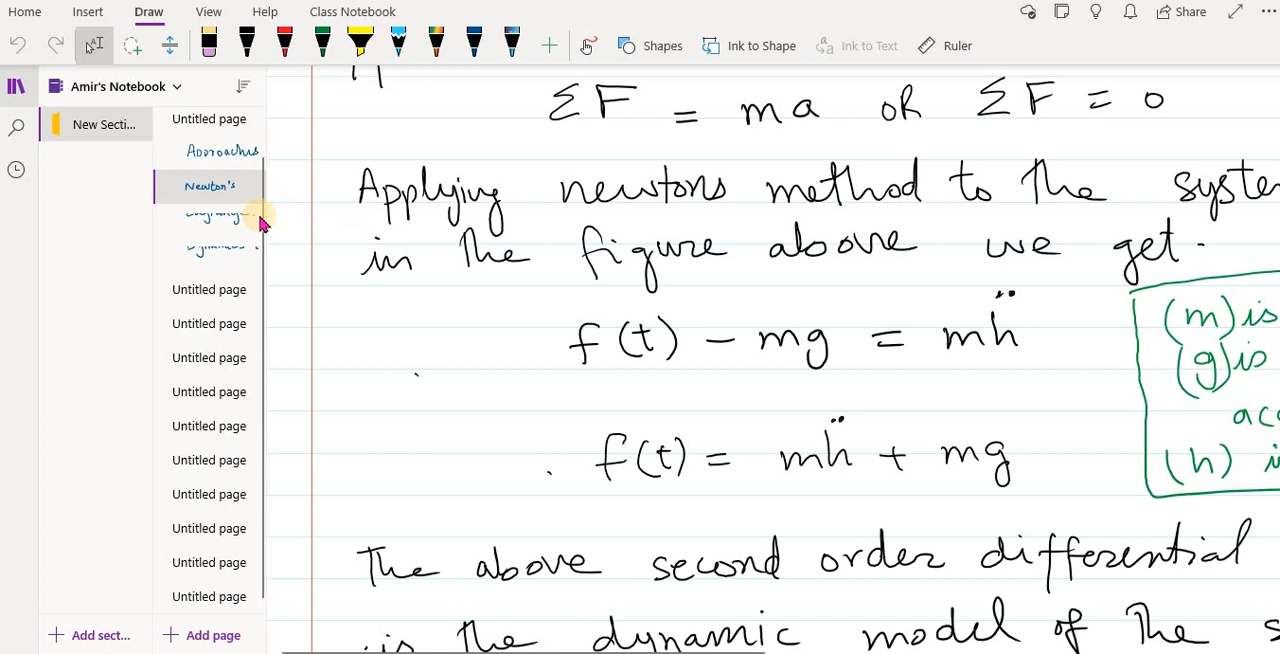 Home Insert Draw View Help Class Notebook
Share
Shapes Ink to Shape Ink to Text Ruler
Amir's Notebook
New Secti...
Untitled page
Approaches
Newton's
Untitled page
Untitled page
Untitled page
Untitled page
Untitled page
Untitled page
Untitled page
Untitled page
Untitled page
Untitled page
Add sect... Add page
ΣF = ma OR ΣF = 0
Applying newtons method to the system
in the figure above we get.
f(t) - mg = mḧ
f(t) = mḧ + mg
The above second order differential
is the dynamic model of the s
(m) is
(g) is
acc
(h) i